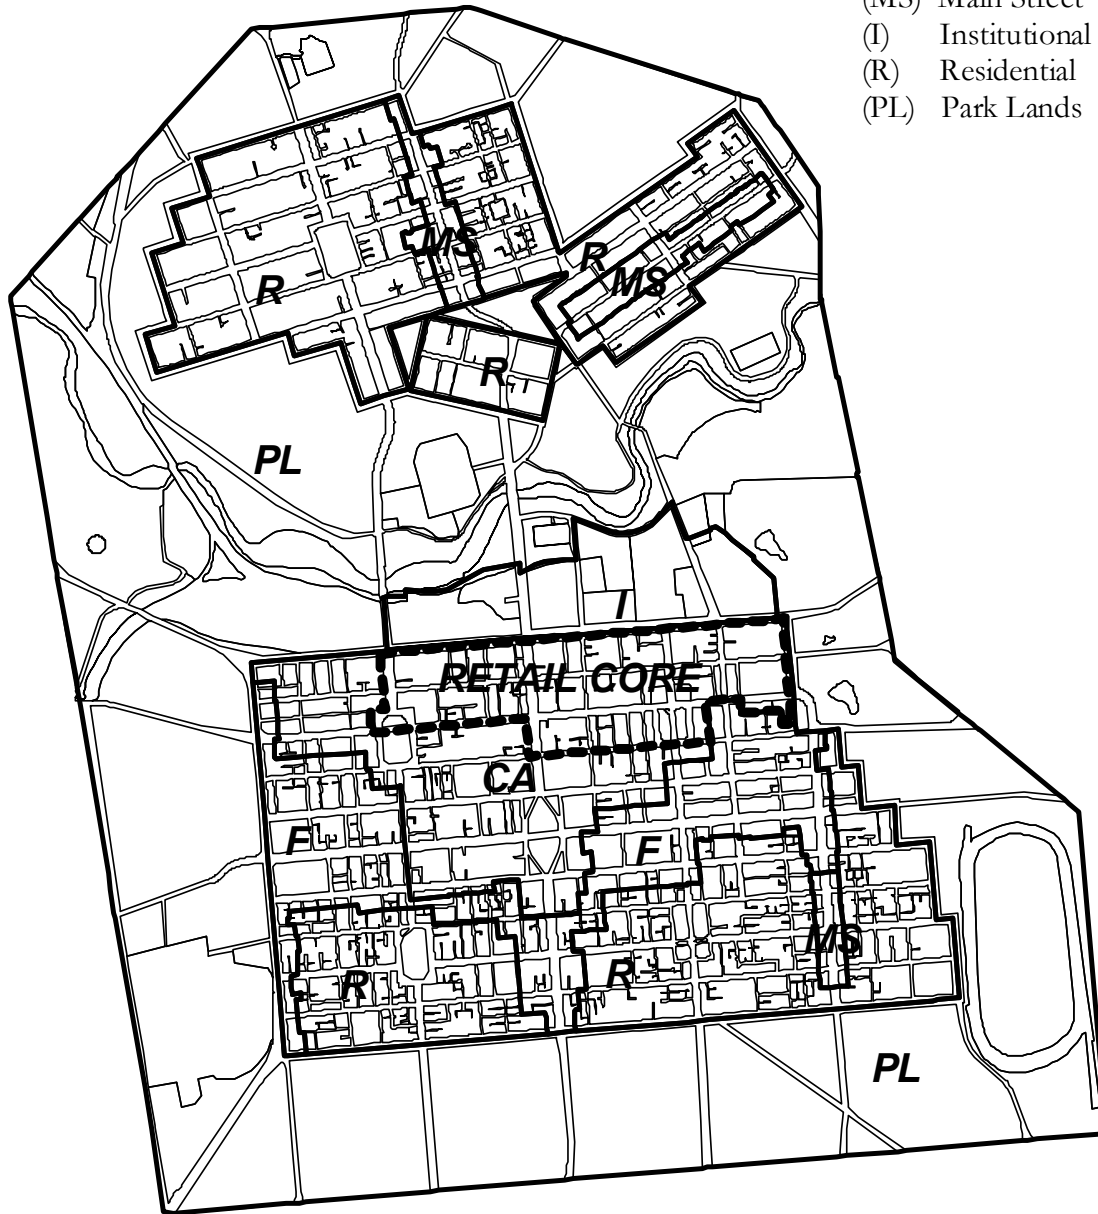 (MS) Main Street
(I) Institutional
(R) Residential
(PL) Park Lands
MS
R
MS
R
R
PL
I
RETAIL CORE
CA
F
F
MS
R
R
PL